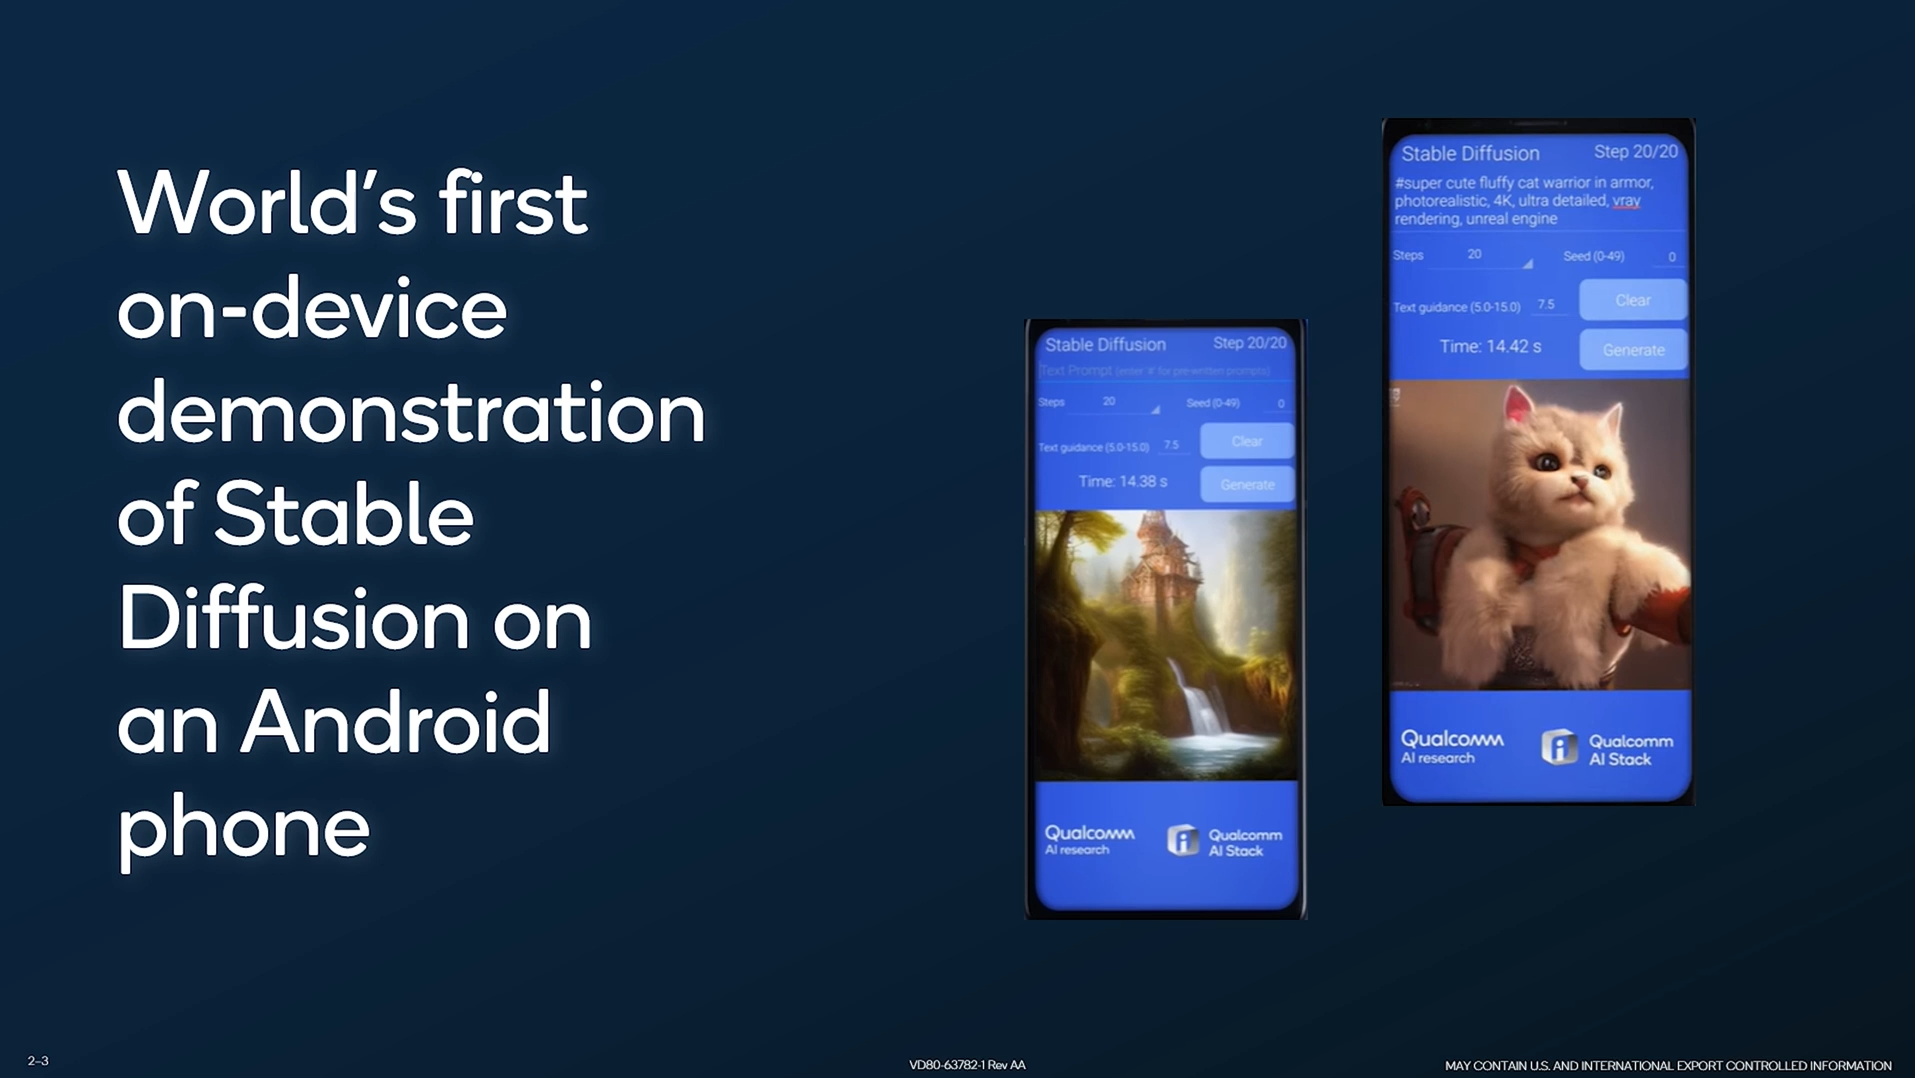 World's first
on-device
demonstration
of Stable
Diffusion on
an Android
phone
Stable Diffusion Step 20/20
Text Prompt (enter '#' for pre-written prompts)
Steps 20 Seed (0-49) 0
Text guidance (5.0-15.0) 7.5 Clear
Time: 14.38 s Generate
Qualcomm
AI research
Qualcomm
AI Stack
Stable Diffusion Step 20/20
#super cute fluffy cat warrior in armor,
photorealistic, 4K, ultra detailed, vray
rendering, unreal engine
Steps 20 Seed (0-49) 0
Text guidance (5.0-15.0) 7.5 Clear
Time: 14.42 s Generate
Qualcomm
AI research
Qualcomm
AI Stack
2-3
VD80-63782-1 Rev AA
MAY CONTAIN U.S. AND INTERNATIONAL EXPORT CONTROLLED INFORMATION